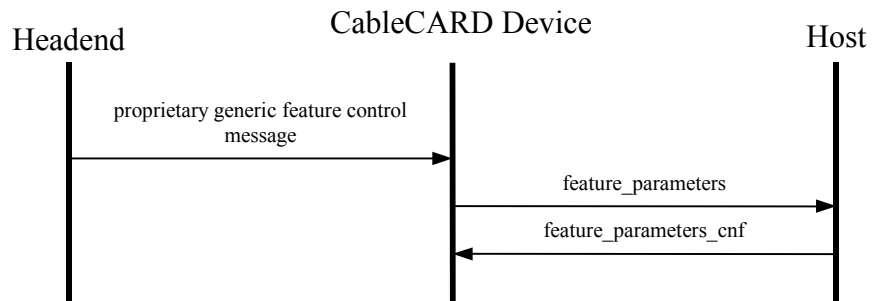 Headend
CableCARD Device
Host
proprietary generic feature control
message
feature_parameters
feature_parameters_cnf